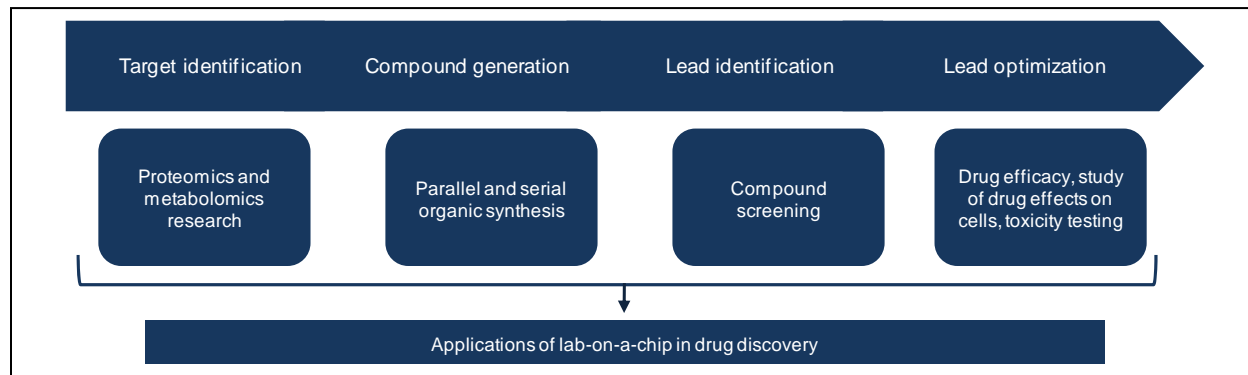 Target identification
Compound generation
Lead identification
Lead optimization
Proteomics and
metabolomics
research
Parallel and serial
organic synthesis
Compound
screening
Drug efficacy, study
of drug effects on
cells, toxicity testing
Applications of lab-on-a-chip in drug discovery